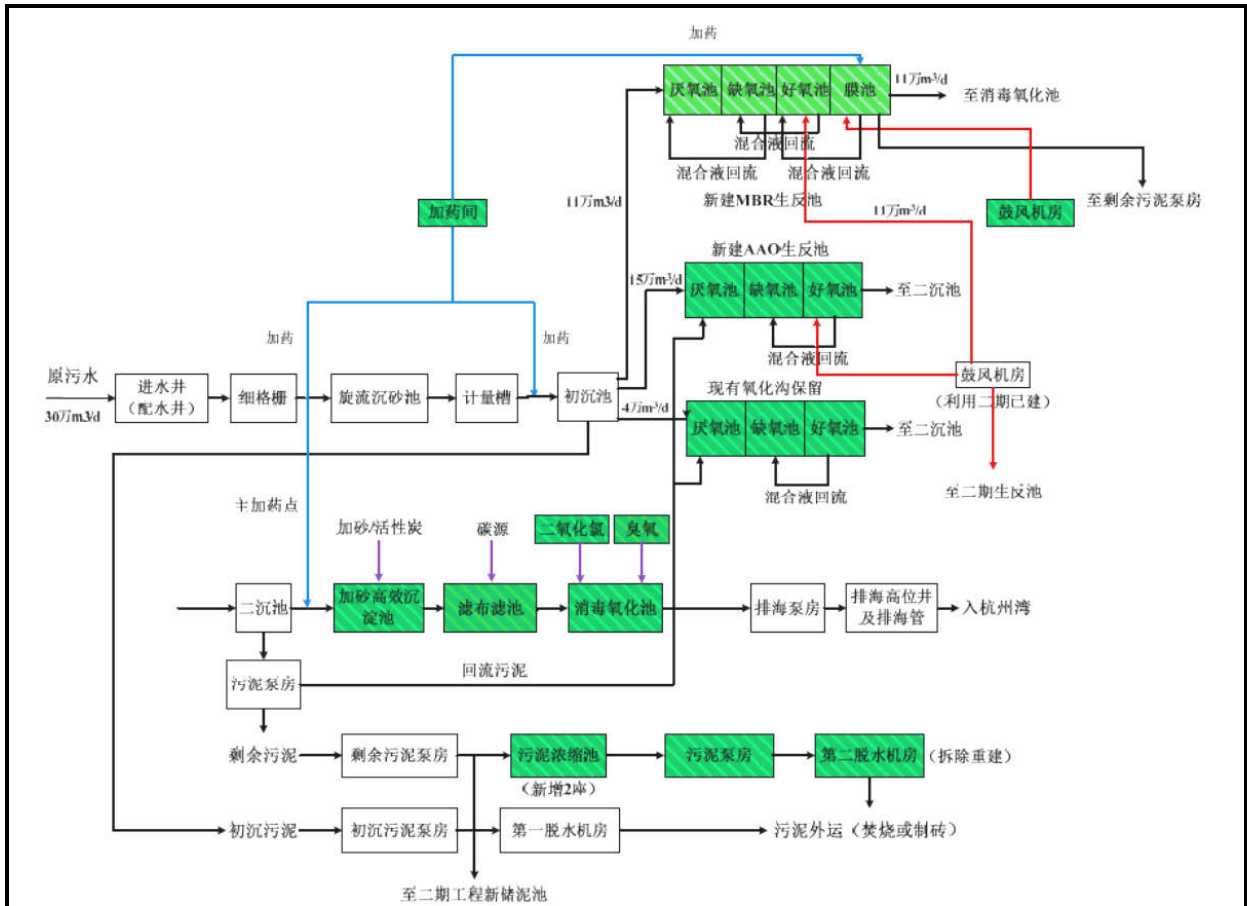 加药
11万m³/d
厌氧池 缺氧池 好氧池 膜池
至消毒氧化池
混合液回流
混合液回流 混合液回流
新建MBR生反池
至剩余污泥泵房
11万m3/d
加药间
11万m³/d
鼓风机房
新建AAO生反池
15万m³/d
厌氧池 缺氧池 好氧池
至二沉池
加药
加药
混合液回流
原污水
30万m3/d
进水井
（配水井）
细格栅
旋流沉砂池
计量槽
初沉池
现有氧化沟保留
鼓风机房
（利用二期已建）
4万m³/d
厌氧池 缺氧池 好氧池
至二沉池
混合液回流
至二期生反池
主加药点
加砂/活性炭
碳源
二氧化氯
臭氧
二沉池
加砂高效沉
淀池
滤布滤池
消毒氧化池
排海泵房
排海高位井
及排海管
入杭州湾
污泥泵房
回流污泥
剩余污泥
剩余污泥泵房
污泥浓缩池
（新增2座）
污泥泵房
第二脱水机房
（拆除重建）
初沉污泥
初沉污泥泵房
第一脱水机房
污泥外运（焚烧或制砖）
至二期工程新储泥池